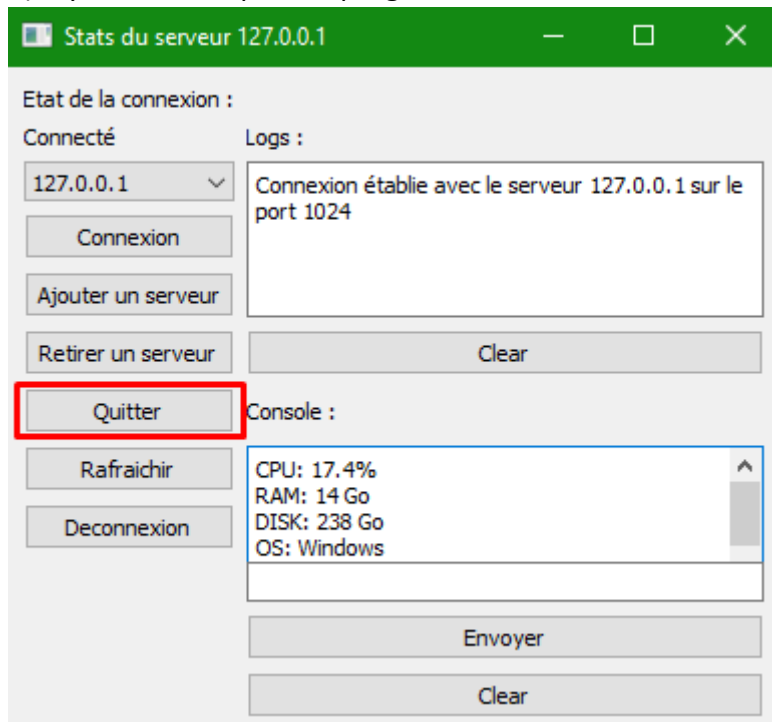 Stats du serveur 127.0.0.1
Etat de la connexion :
Connecté
Logs :
127.0.0.1
Connexion établie avec le serveur 127.0.0.1 sur le
port 1024
Connexion
Ajouter un serveur
Retirer un serveur
Clear
Quitter
Console :
Rafraichir
CPU: 17.4%
RAM: 14 Go
DISK: 238 Go
OS: Windows
Deconnexion
Envoyer
Clear